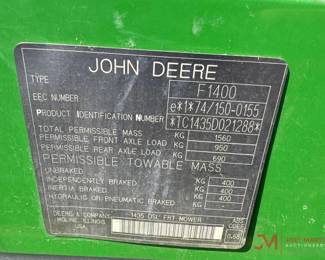 JOHN DEERE
TYPE F1400
EEC NUMBER e*1*74/150-0155
PRODUCT IDENTIFICATION NUMBER *TC1435D021288*
TOTAL PERMISSIBLE MASS KG 1560
PERMISSIBLE FRONT AXLE LOAD KG 950
PERMISSIBLE REAR AXLE LOAD KG 690
PERMISSIBLE TOWABLE MASS
UNBRAKED KG 400
INDEPENDENTLY BRAKED KG 400
INERTIA BRAKED KG 400
HYDRAULIC OR PNEUMATIC BRAKED KG 400
DEERE & COMPANY 1435 DSL FRT MOWER
MOLINE ILLINOIS
USA